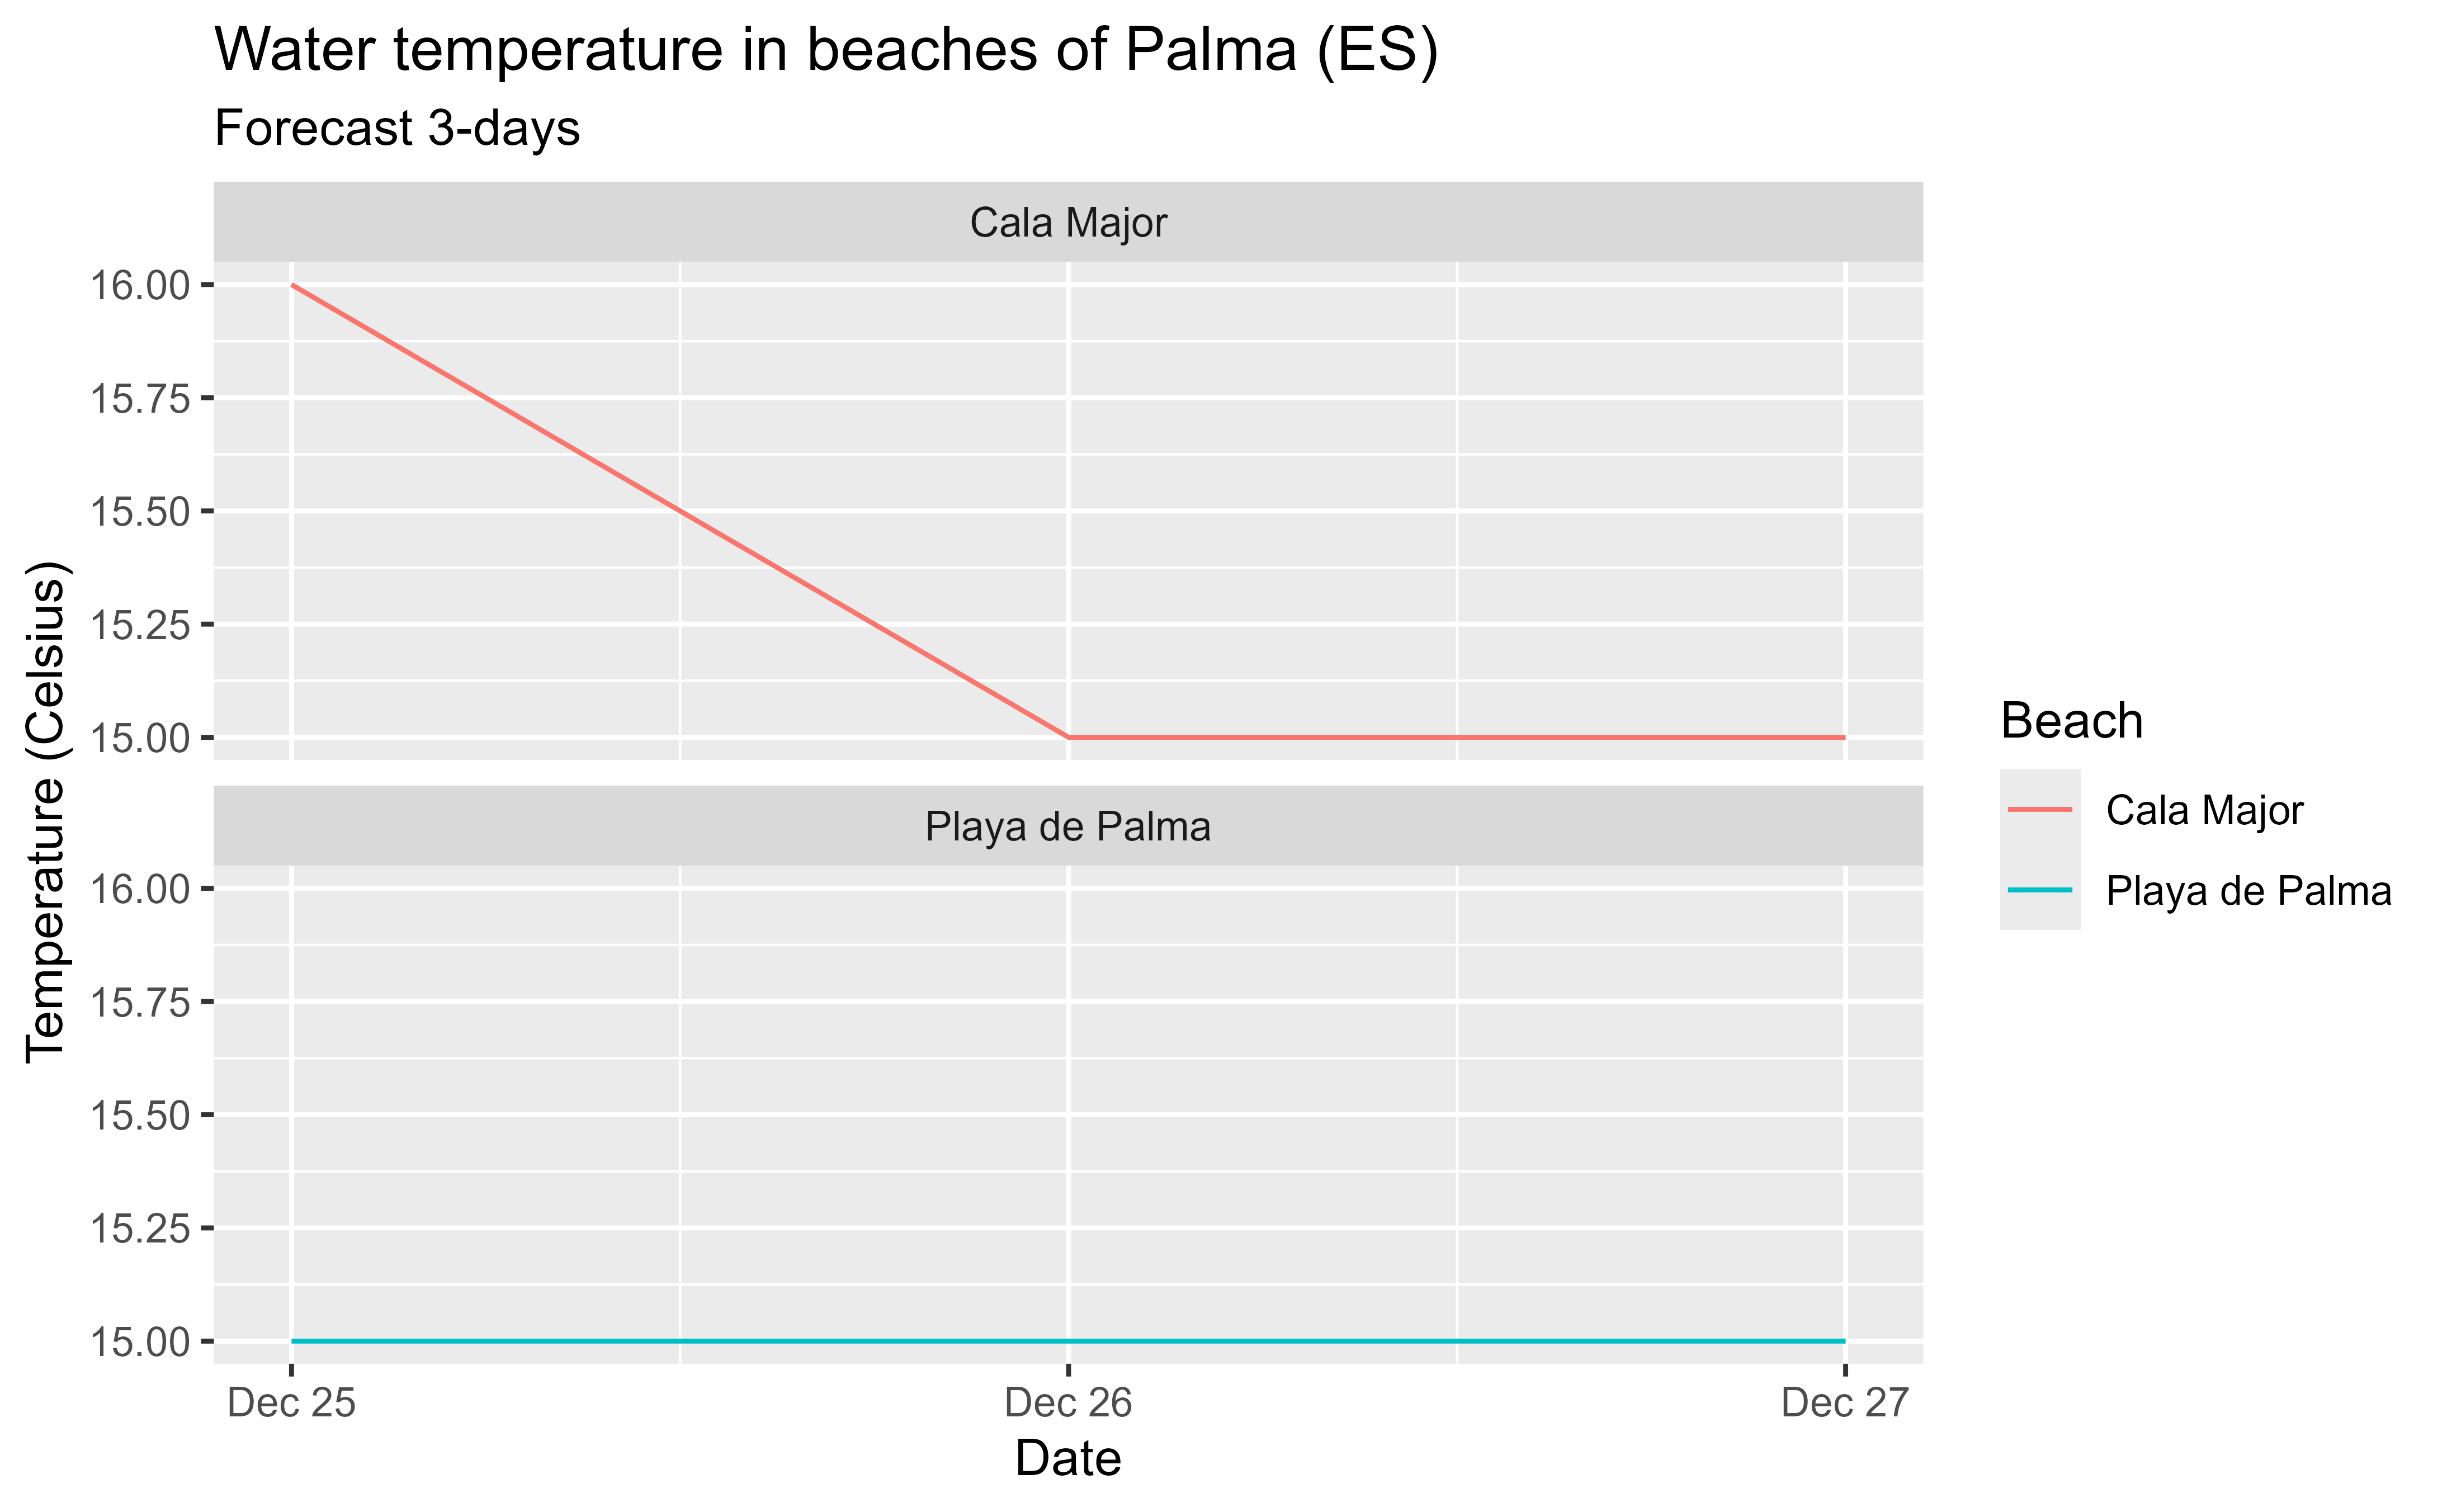 Water temperature in beaches of Palma (ES)
Forecast 3-days
Cala Major
16.00
15.75
15.50
15.25
15.00
Playa de Palma
16.00
15.75
15.50
15.25
15.00
Dec 25
Dec 26
Dec 27
Date
Temperature (Celsius)
Beach
Cala Major
Playa de Palma